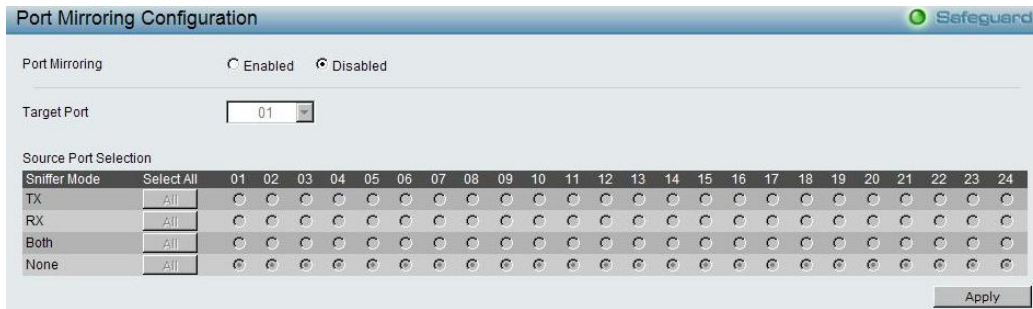 Port Mirroring Configuration Safeguard
Port Mirroring Enabled Disabled
Target Port 01
Source Port Selection
Sniffer Mode Select All 01 02 03 04 05 06 07 08 09 10 11 12 13 14 15 16 17 18 19 20 21 22 23 24
TX All
RX All
Both All
None All
Apply